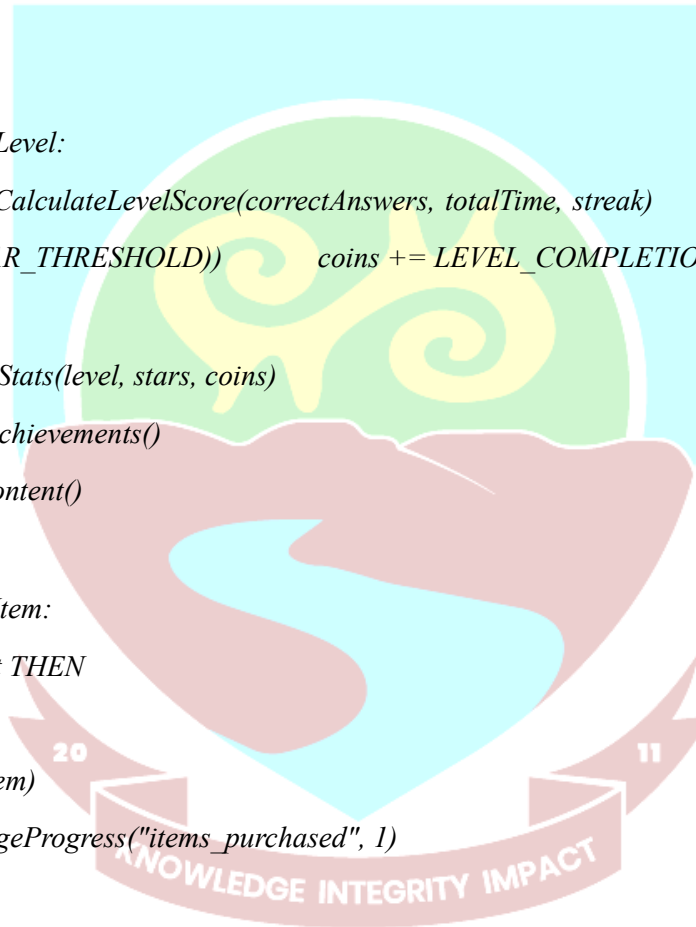 Level:
CalculateLevelScore(correctAnswers, totalTime, streak)
R_THRESHOLD)) coins += LEVEL_COMPLETIO
Stats(level, stars, coins)
chievements()
ontent()
Item:
t THEN
20 11
em)
geProgress("items_purchased", 1)
KNOWLEDGE INTEGRITY IMPACT